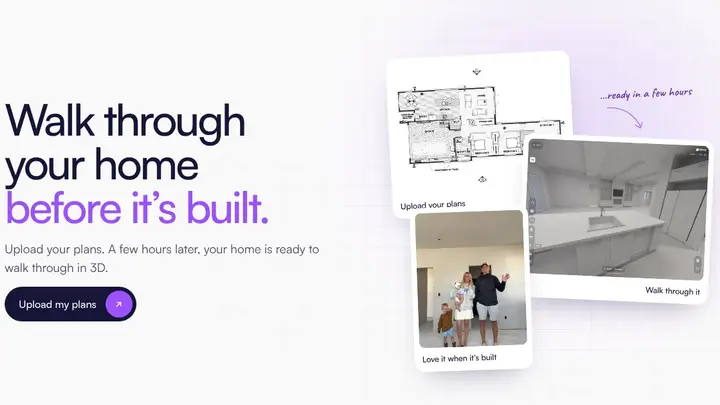 Walk through
your home
before it's built.
Upload your plans. A few hours later, your home is ready to
walk through in 3D.
Upload my plans
...ready in a few hours
Upload your plans
Walk through it
Love it when it's built